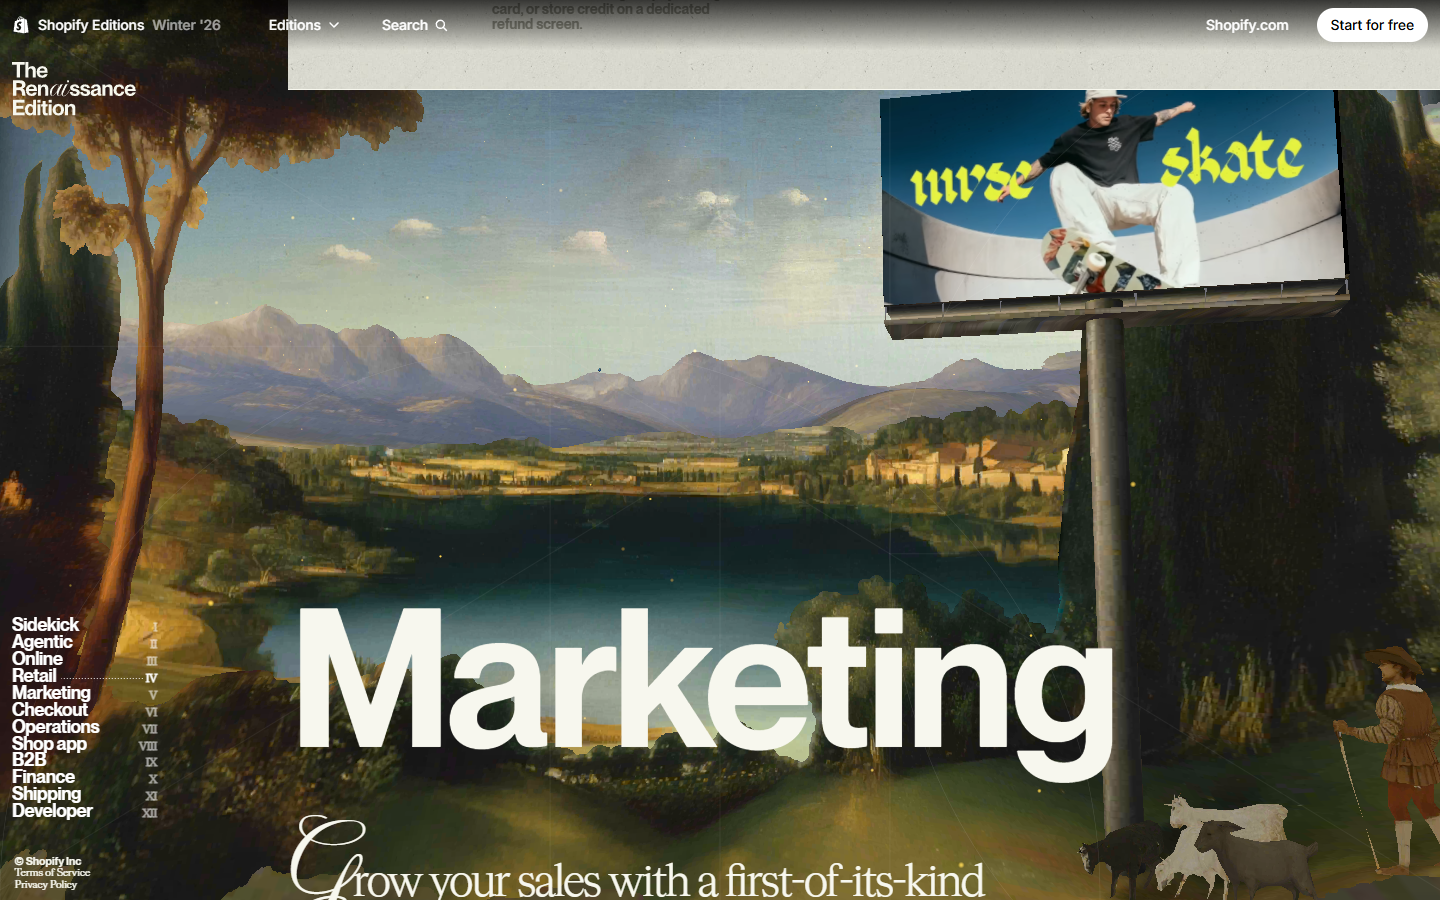 Shopify Editions Winter '26
Editions
Search
Shopify.com
Start for free
card, or store credit on a dedicated
refund screen.
The
Renaissance
Edition
nurse skate
Marketing
Grow your sales with a first-of-its-kind
Sidekick I
Agentic II
Online III
Retail IV
Marketing V
Checkout VI
Operations VII
Shop app VIII
B2B IX
Finance X
Shipping XI
Developer XII
© Shopify Inc
Terms of Service
Privacy Policy